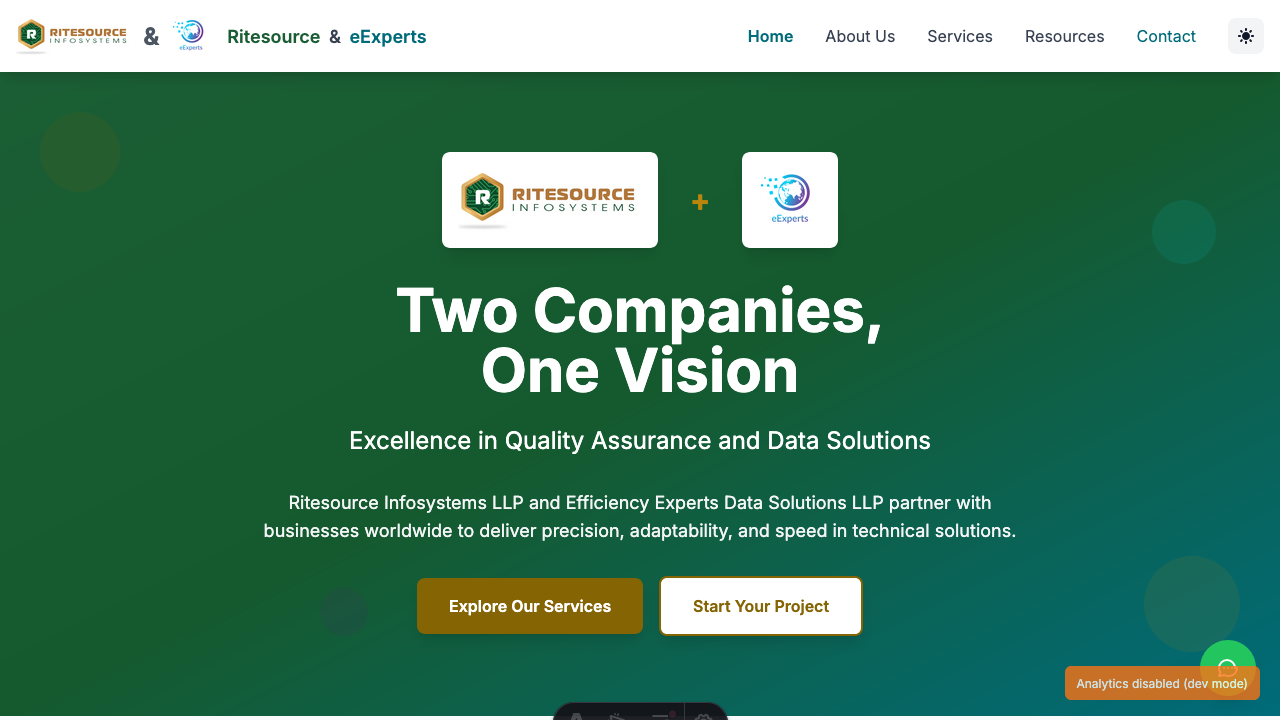 R RITESOURCE
INFOSYSTEMS
&
eExperts
Ritesource & eExperts
Home
About Us
Services
Resources
Contact
R RITESOURCE
INFOSYSTEMS
+
eExperts
Two Companies,
One Vision
Excellence in Quality Assurance and Data Solutions
Ritesource Infosystems LLP and Efficiency Experts Data Solutions LLP partner with
businesses worldwide to deliver precision, adaptability, and speed in technical solutions.
Explore Our Services
Start Your Project
Analytics disabled (dev mode)